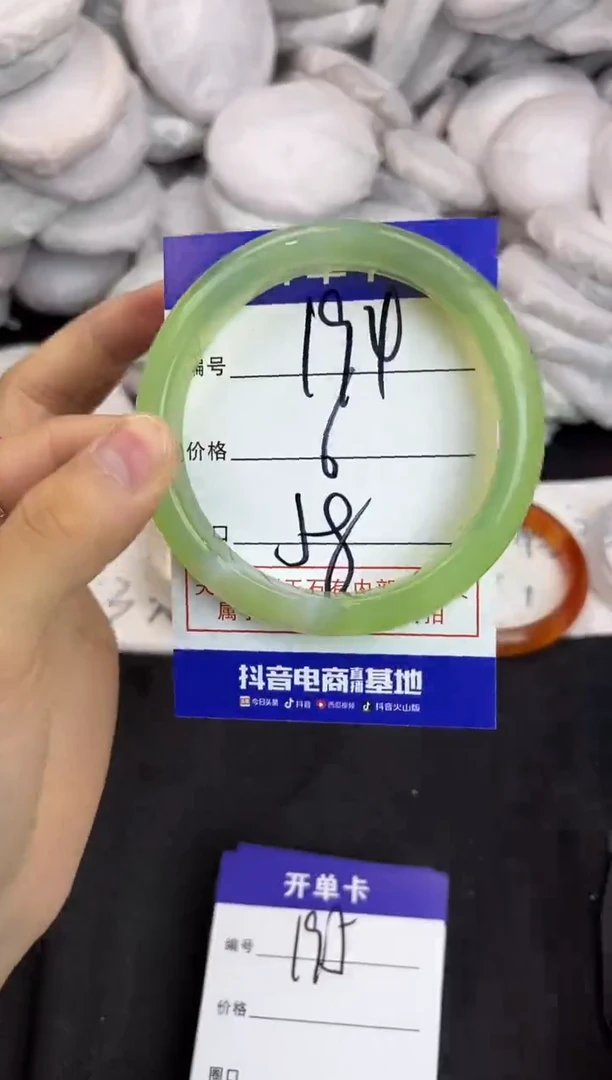 编号 194
价格 6
口 58
抖音电商直播基地
今日头条 抖音 西瓜视频 抖音火山版
开单卡
编号 195
价格
圈口